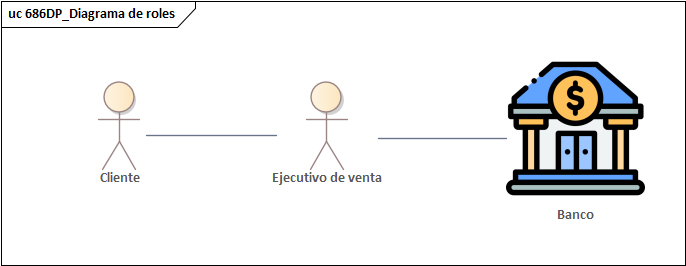 uc 686DP_Diagrama de roles
$
Cliente
Ejecutivo de venta
Banco